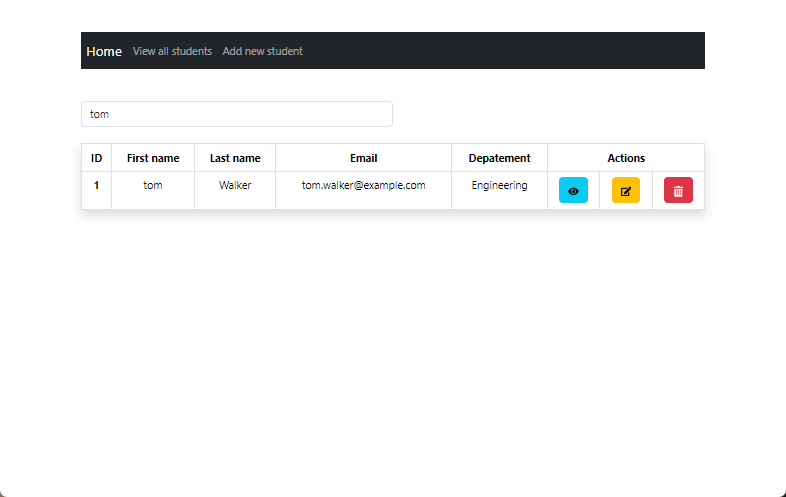 Home View all students Add new student
tom
ID First name Last name Email Depatement Actions
1 tom Walker tom.walker@example.com Engineering